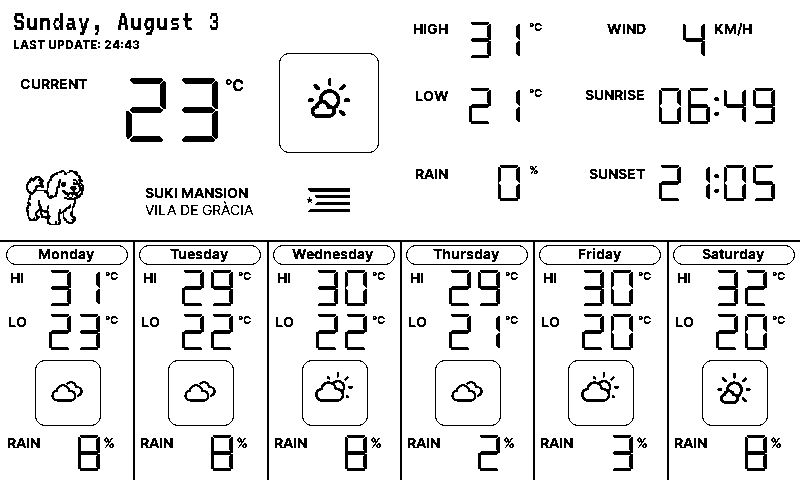 Sunday, August 3
LAST UPDATE: 24:43
CURRENT 23 °C
SUKI MANSION
VILA DE GRÀCIA
HIGH 31 °C
LOW 21 °C
RAIN 0 %
WIND 4 KM/H
SUNRISE 06:49
SUNSET 21:05
Monday
HI 31 °C
LO 23 °C
RAIN 8 %
Tuesday
HI 29 °C
LO 22 °C
RAIN 8 %
Wednesday
HI 30 °C
LO 22 °C
RAIN 8 %
Thursday
HI 29 °C
LO 21 °C
RAIN 2 %
Friday
HI 30 °C
LO 20 °C
RAIN 3 %
Saturday
HI 32 °C
LO 20 °C
RAIN 8 %